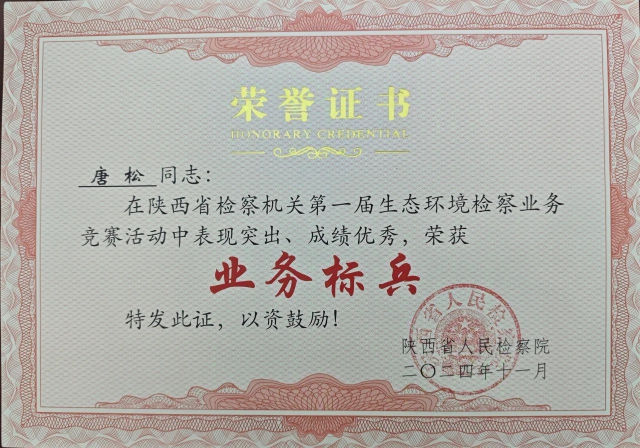 荣誉证书
HONORARY CREDENTIAL
唐松同志：
在陕西省检察机关第一届生态环境检察业务
竞赛活动中表现突出、成绩优秀，荣获
业务标兵
特发此证，以资鼓励！
陕西省人民检察院
二〇二四年十一月